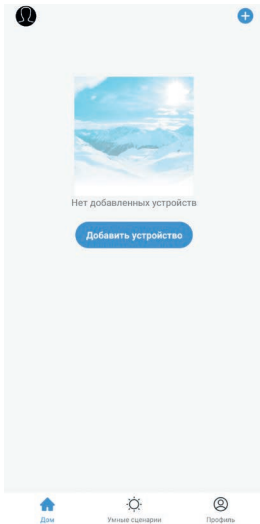 Нет добавленных устройств
Добавить устройство
Дом
Умные сценарии
Профиль